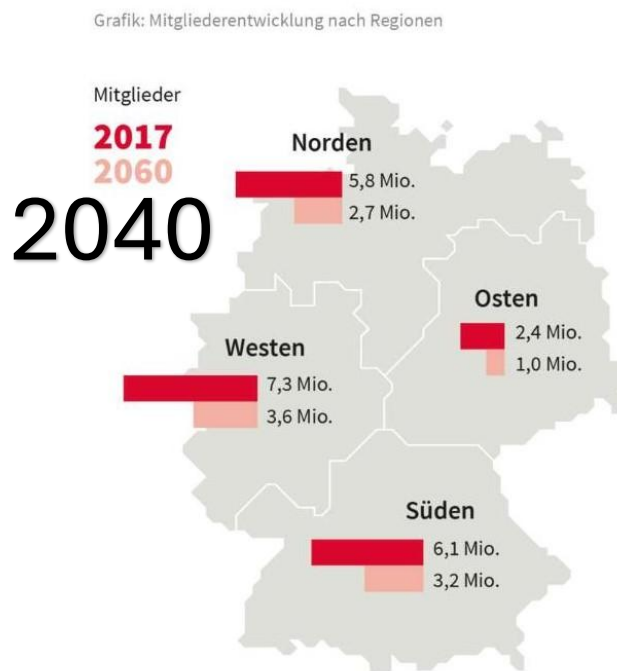 Grafik: Mitgliederentwicklung nach Regionen
Mitglieder
2017
2060
2040
Norden
5,8 Mio.
2,7 Mio.
Osten
2,4 Mio.
1,0 Mio.
Westen
7,3 Mio.
3,6 Mio.
Süden
6,1 Mio.
3,2 Mio.